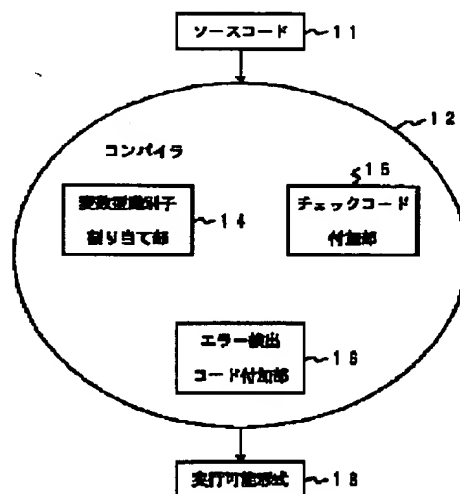 ソースコード
11
12
コンパイラ
15
変数型識別子
割り当て部
14
チェックコード
付加部
エラー検出
コード付加部
16
実行可能形式
18